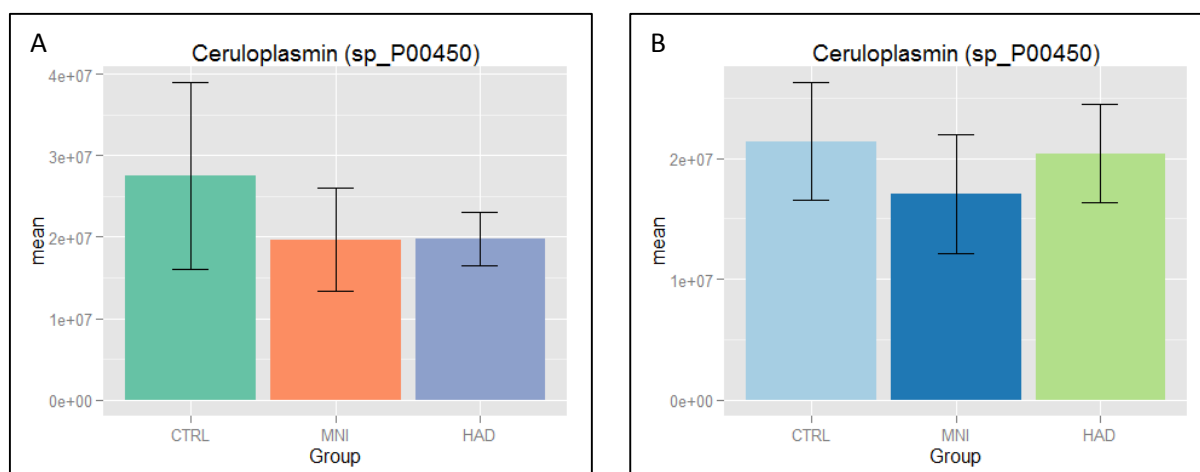 A
Ceruloplasmin (sp_P00450)
4e+07
3e+07
2e+07
1e+07
0e+00
mean
CTRL MNI HAD
Group
B
Ceruloplasmin (sp_P00450)
2e+07
1e+07
0e+00
mean
CTRL MNI HAD
Group